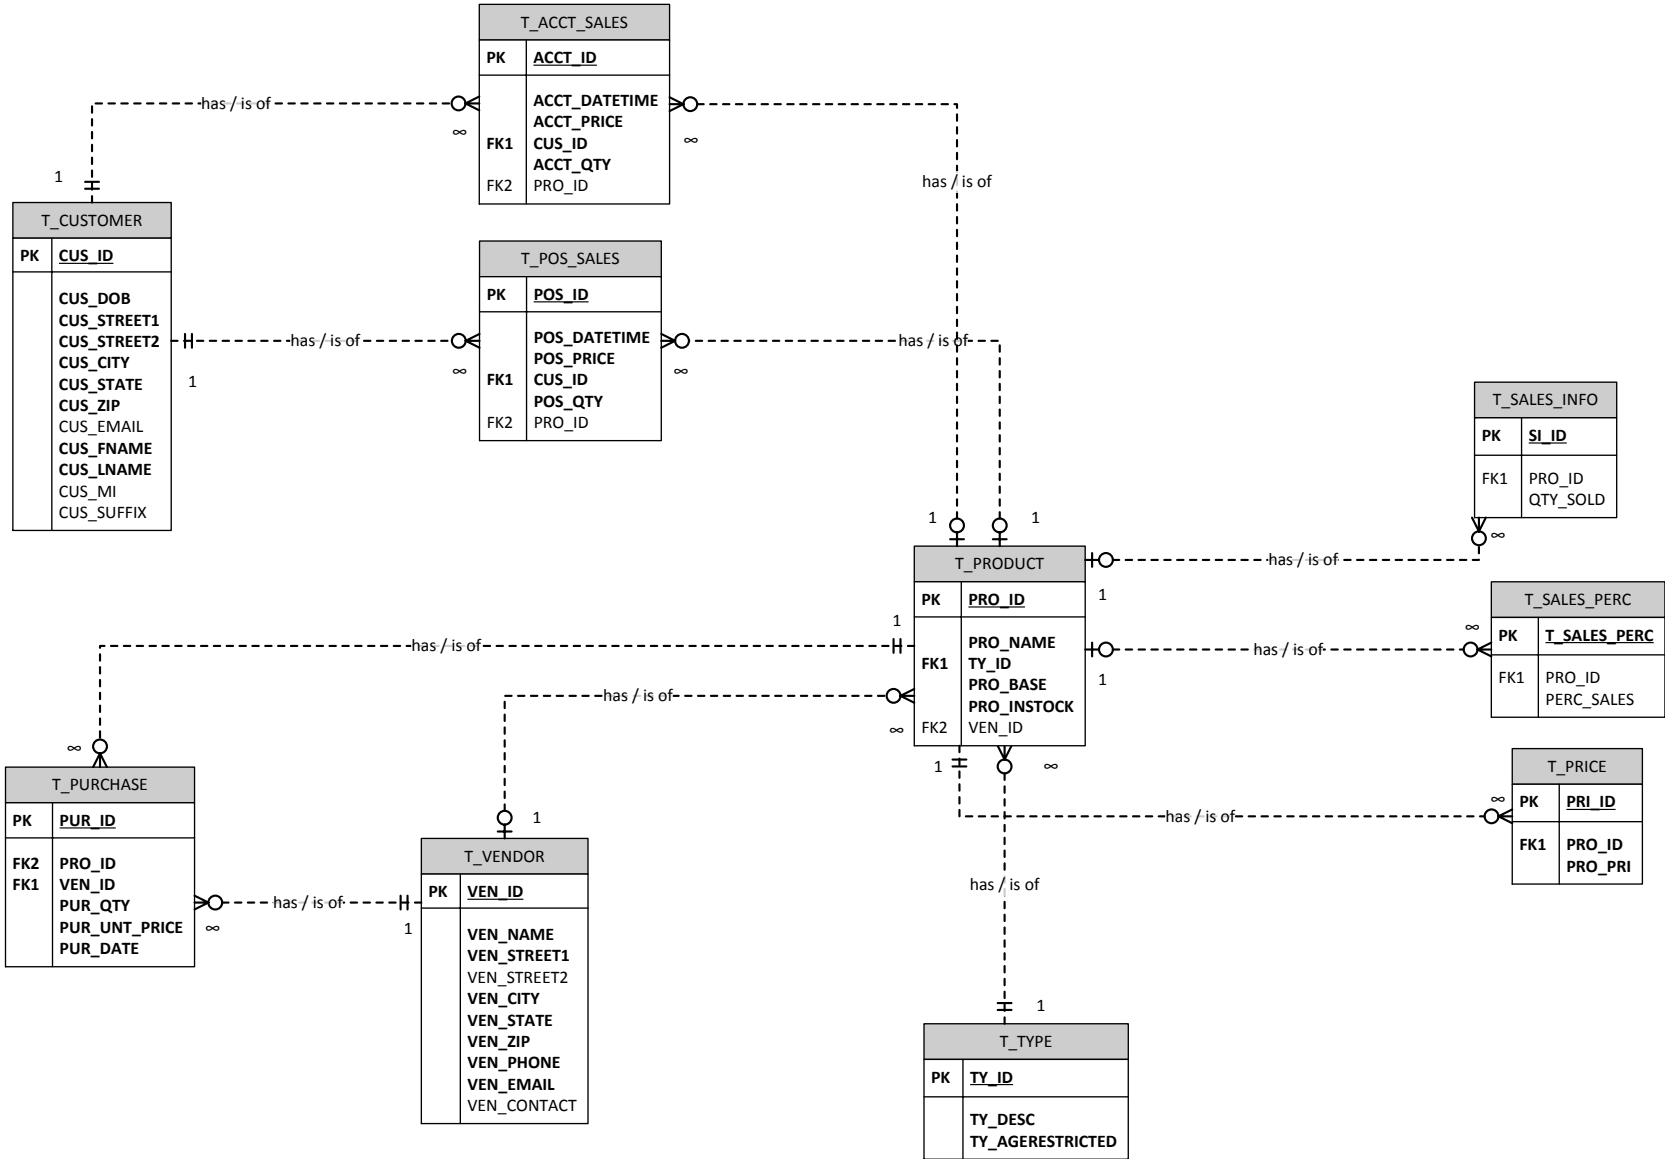 T_ACCT_SALES
PK ACCT_ID
ACCT_DATETIME
ACCT_PRICE
FK1 CUS_ID
ACCT_QTY
FK2 PRO_ID
has / is of
∞
∞
1
has / is of
T_CUSTOMER
PK CUS_ID
CUS_DOB
CUS_STREET1
CUS_STREET2
CUS_CITY
CUS_STATE
CUS_ZIP
CUS_EMAIL
CUS_FNAME
CUS_LNAME
CUS_MI
CUS_SUFFIX
T_POS_SALES
PK POS_ID
POS_DATETIME
POS_PRICE
FK1 CUS_ID
POS_QTY
FK2 PRO_ID
has / is of
1
∞
∞
has / is of
T_SALES_INFO
PK SI_ID
FK1 PRO_ID
QTY_SOLD
∞
has / is of
1
1
T_PRODUCT
PK PRO_ID
PRO_NAME
FK1 TY_ID
PRO_BASE
PRO_INSTOCK
FK2 VEN_ID
1
1
has / is of
∞
T_SALES_PERC
PK T_SALES_PERC
FK1 PRO_ID
PERC_SALES
1
has / is of
∞
has / is of
∞
1
T_PURCHASE
PK PUR_ID
FK2 PRO_ID
FK1 VEN_ID
PUR_QTY
PUR_UNT_PRICE
PUR_DATE
∞
has / is of
1
T_VENDOR
PK VEN_ID
VEN_NAME
VEN_STREET1
VEN_STREET2
VEN_CITY
VEN_STATE
VEN_ZIP
VEN_PHONE
VEN_EMAIL
VEN_CONTACT
1
∞
has / is of
∞
T_PRICE
PK PRI_ID
FK1 PRO_ID
PRO_PRI
has / is of
1
T_TYPE
PK TY_ID
TY_DESC
TY_AGERESTRICTED